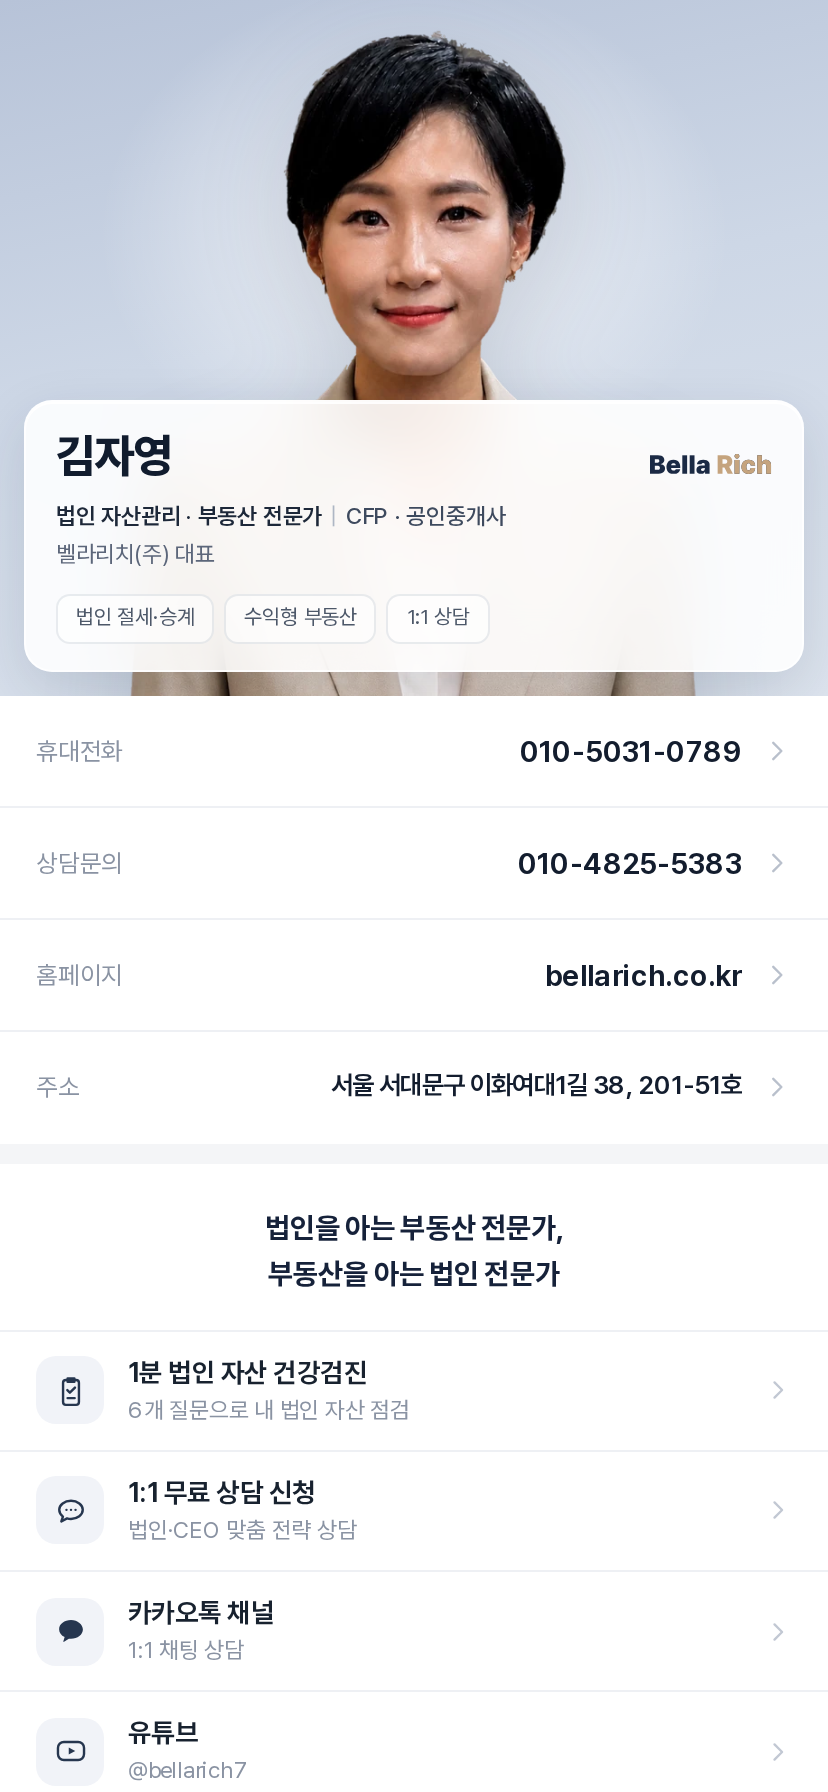 김자영
Bella Rich
법인 자산관리 · 부동산 전문가 | CFP · 공인중개사
벨라리치(주) 대표
법인 절세·승계
수익형 부동산
1:1 상담
휴대전화
010-5031-0789
상담문의
010-4825-5383
홈페이지
bellarich.co.kr
주소
서울 서대문구 이화여대1길 38, 201-51호
법인을 아는 부동산 전문가,
부동산을 아는 법인 전문가
1분 법인 자산 건강검진
6개 질문으로 내 법인 자산 점검
1:1 무료 상담 신청
법인·CEO 맞춤 전략 상담
카카오톡 채널
1:1 채팅 상담
유튜브
@bellarich7